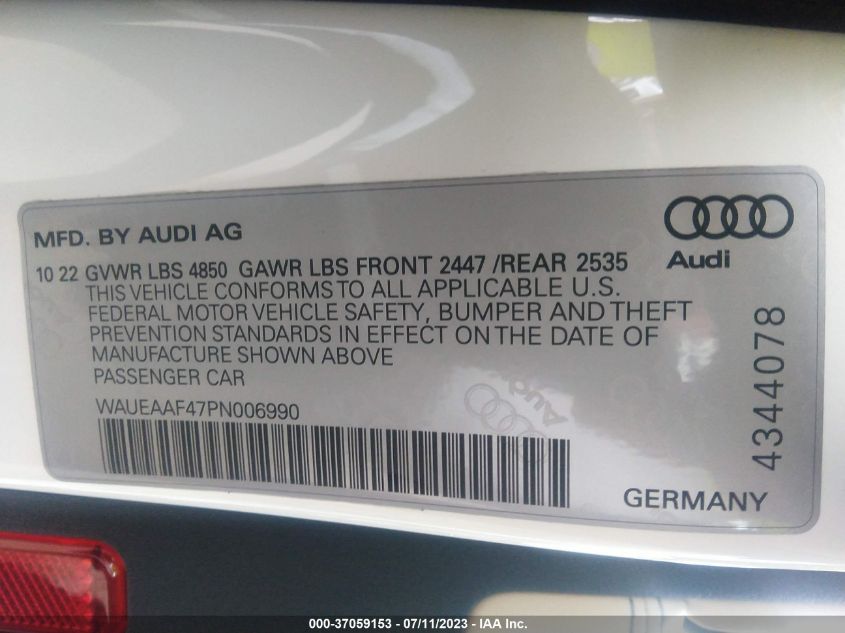 MFD. BY AUDI AG
Audi
10 22 GVWR LBS 4850 GAWR LBS FRONT 2447 /REAR 2535
THIS VEHICLE CONFORMS TO ALL APPLICABLE U.S.
FEDERAL MOTOR VEHICLE SAFETY, BUMPER AND THEFT
PREVENTION STANDARDS IN EFFECT ON THE DATE OF
MANUFACTURE SHOWN ABOVE
PASSENGER CAR
WAUEAAF47PN006990
Audi
4344078
GERMANY
000-37059153 - 07/11/2023 - IAA Inc.